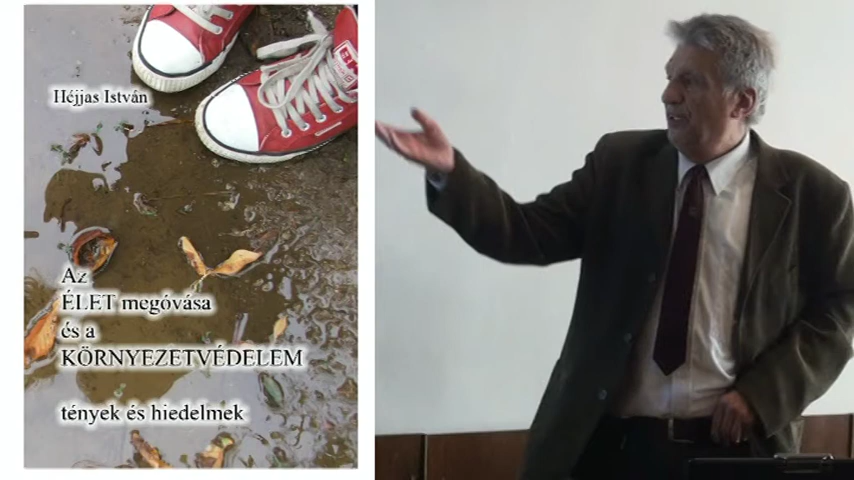 Héjjas István
Az
ÉLET megóvása
és a
KÖRNYEZETVÉDELEM
tények és hiedelmek